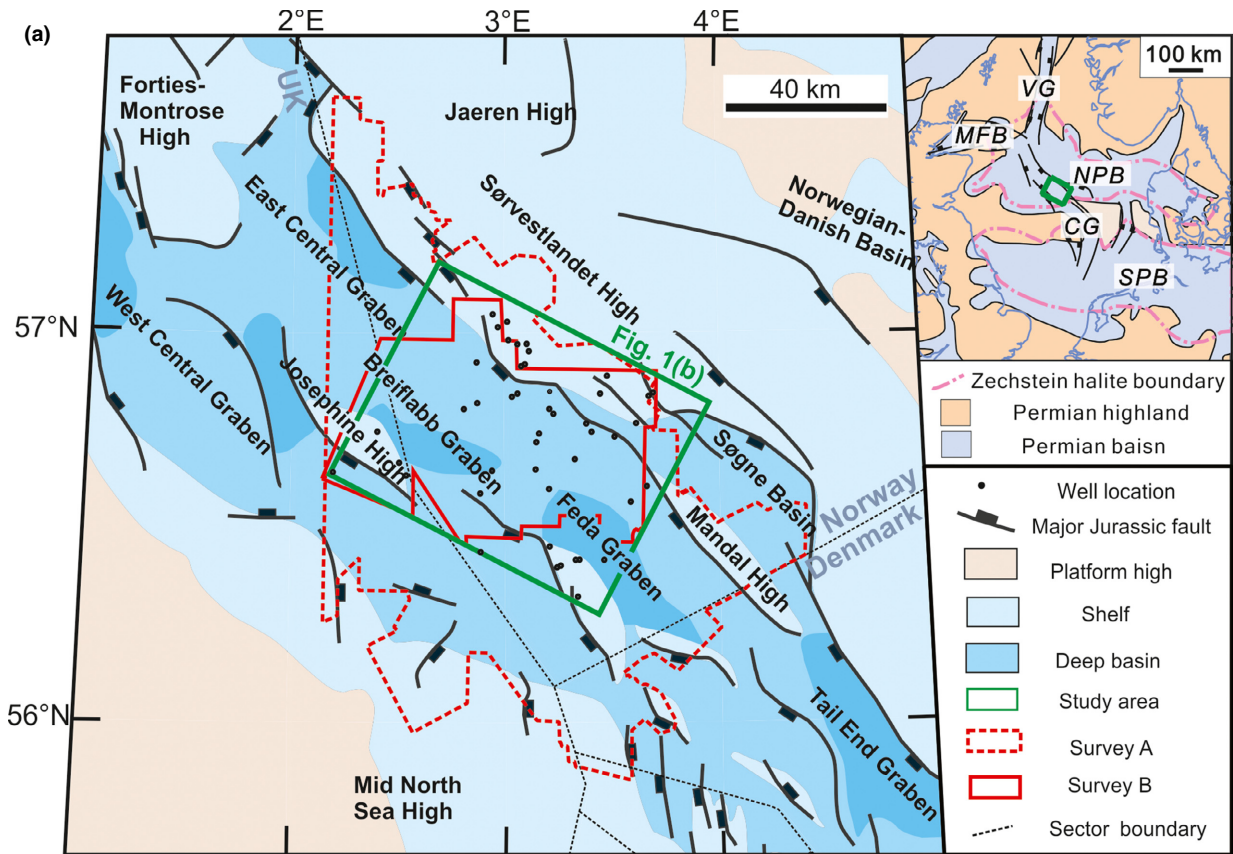 (a)
2°E
3°E
4°E
Forties-
Montrose
High
UK
Jaeren High
40 km
East Central Graben
Sørvestlandet High
Norwegian-
Danish Basin
57°N
West Central Graben
Josephine High
Breiflabb Graben
Fig. 1(b)
Søgne Basin
Norway
Denmark
Feda Graben
Mandal High
56°N
Tail End Graben
Mid North
Sea High
100 km
VG
MFB
NPB
CG
SPB
Zechstein halite boundary
Permian highland
Permian baisn
Well location
Major Jurassic fault
Platform high
Shelf
Deep basin
Study area
Survey A
Survey B
Sector boundary